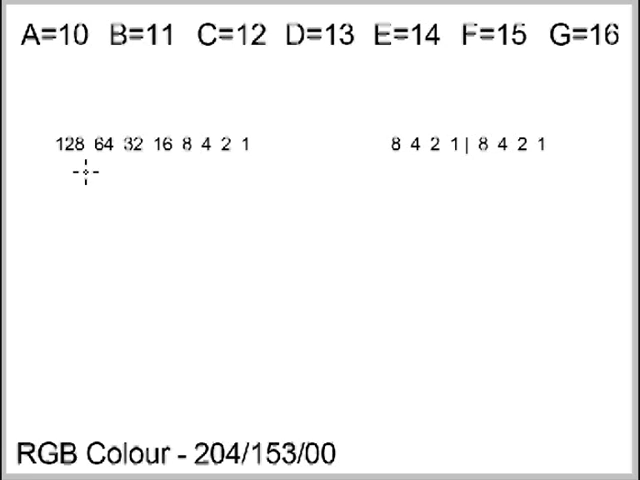 A=10 B=11 C=12 D=13 E=14 F=15 G=16
128 64 32 16 8 4 2 1 8 4 2 1 | 8 4 2 1
RGB Colour - 204/153/00